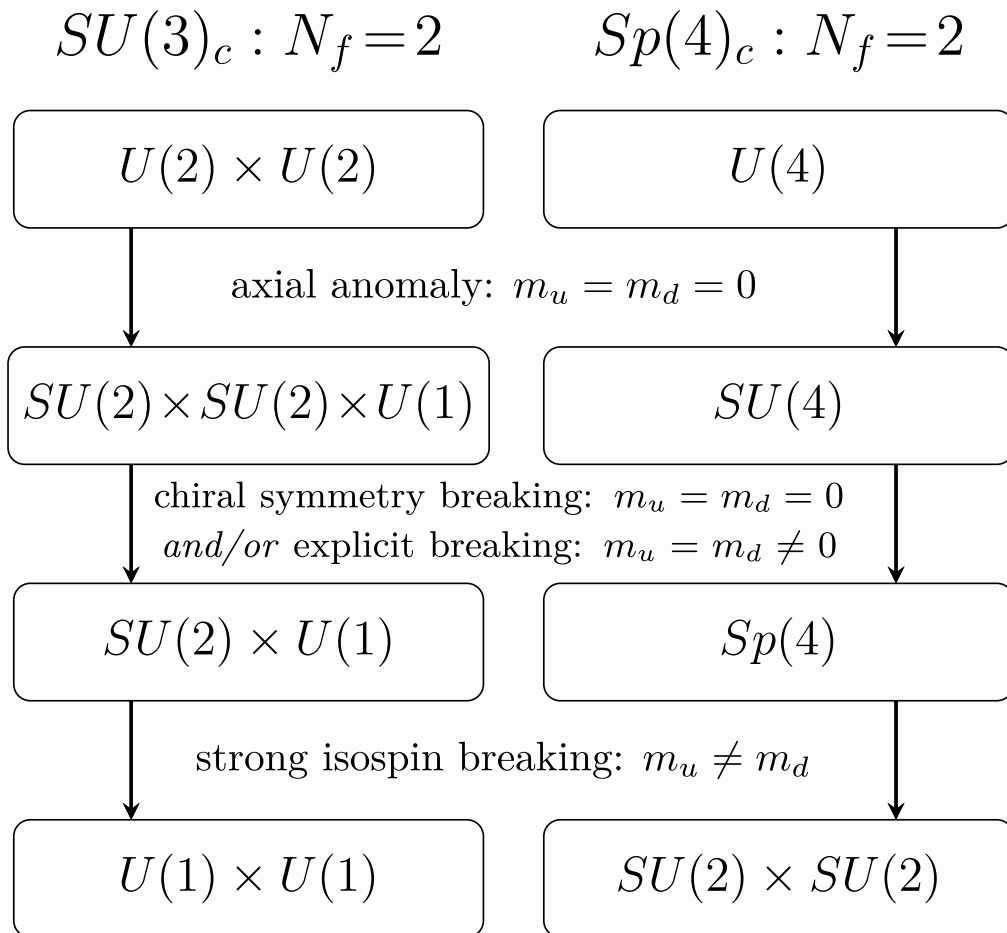 SU(3)_c : N_f = 2
Sp(4)_c : N_f = 2
U(2) × U(2)
U(4)
axial anomaly: m_u = m_d = 0
SU(2)×SU(2)×U(1)
SU(4)
chiral symmetry breaking: m_u = m_d = 0
and/or explicit breaking: m_u = m_d ≠ 0
SU(2) × U(1)
Sp(4)
strong isospin breaking: m_u ≠ m_d
U(1) × U(1)
SU(2) × SU(2)